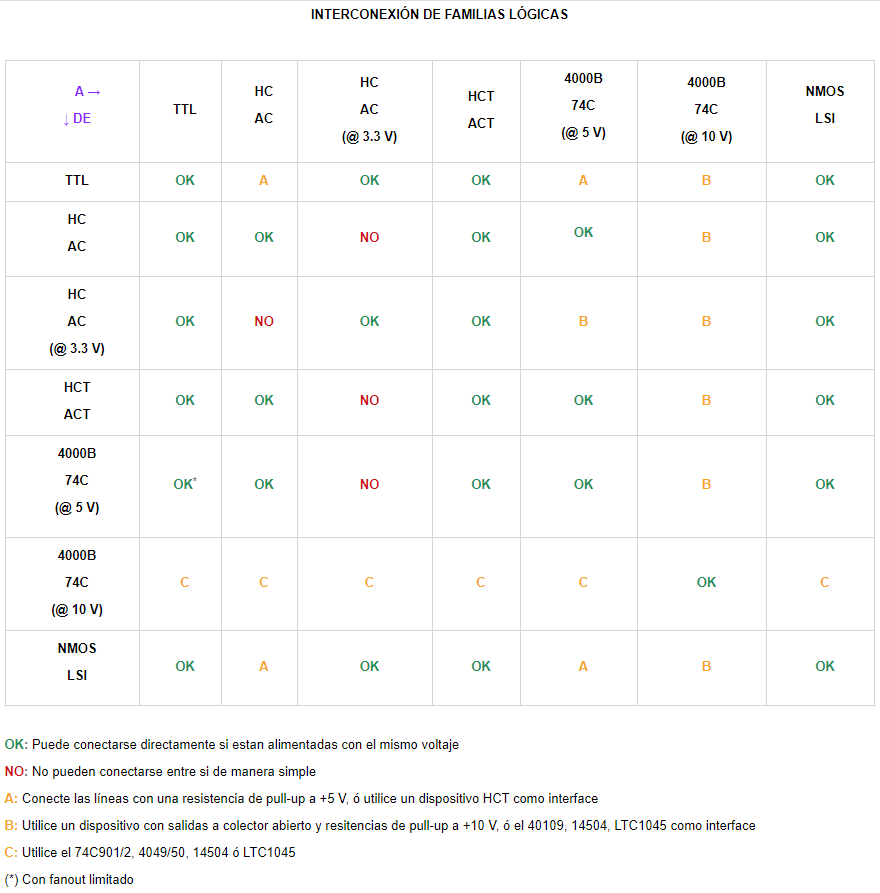 INTERCONEXIÓN DE FAMILIAS LÓGICAS
A →
↓ DE
TTL
HC
AC
HC
AC
(@ 3.3 V)
HCT
ACT
4000B
74C
(@ 5 V)
4000B
74C
(@ 10 V)
NMOS
LSI
TTL OK A OK OK A B OK
HC
AC
OK OK NO OK OK B OK
HC
AC
(@ 3.3 V)
OK NO OK OK B B OK
HCT
ACT
OK OK NO OK OK B OK
4000B
74C
(@ 5 V)
OK* OK NO OK OK B OK
4000B
74C
(@ 10 V)
C C C C C OK C
NMOS
LSI
OK A OK OK A B OK
OK: Puede conectarse directamente si estan alimentadas con el mismo voltaje
NO: No pueden conectarse entre si de manera simple
A: Conecte las líneas con una resistencia de pull-up a +5 V, ó utilice un dispositivo HCT como interface
B: Utilice un dispositivo con salidas a colector abierto y resitencias de pull-up a +10 V, ó el 40109, 14504, LTC1045 como interface
C: Utilice el 74C901/2, 4049/50, 14504 ó LTC1045
(*) Con fanout limitado